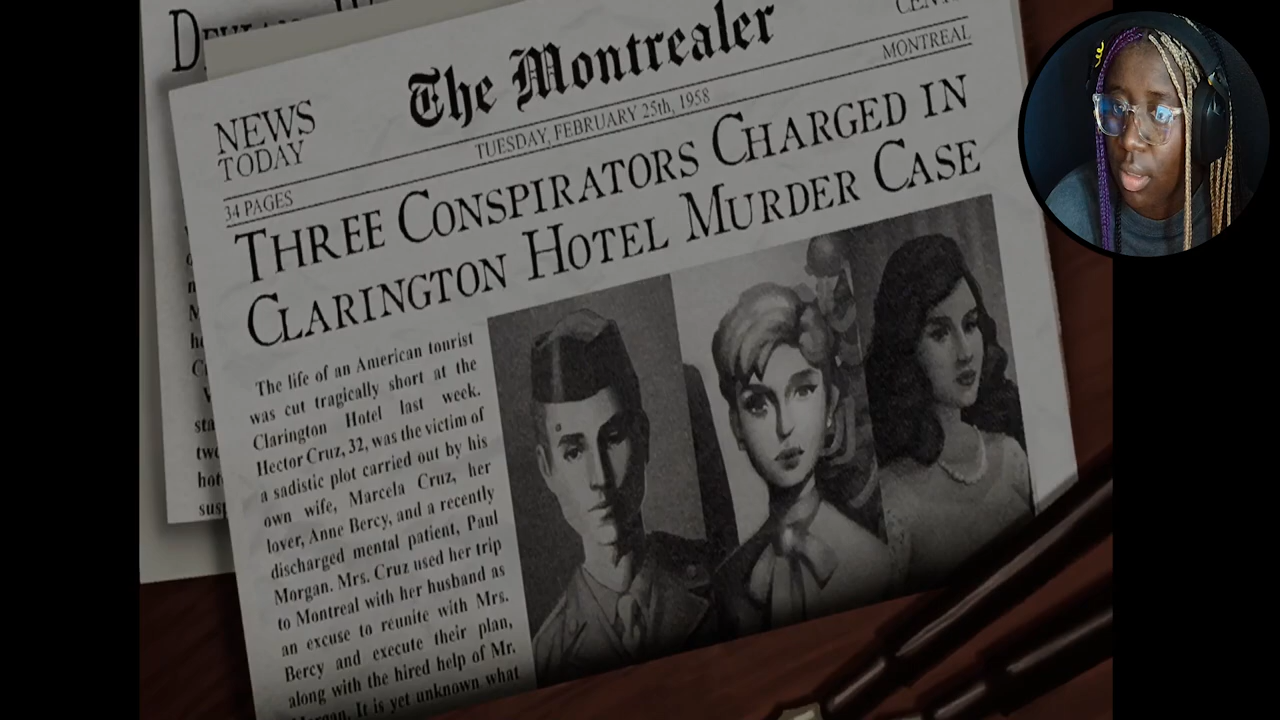 The Montrealer
NEWS
TODAY
MONTREAL
TUESDAY, FEBRUARY 25th, 1958
34 PAGES
THREE CONSPIRATORS CHARGED IN
CLARINGTON HOTEL MURDER CASE
The life of an American tourist
was cut tragically short at the
Clarington Hotel last week.
Hector Cruz, 32, was the victim of
a sadistic plot carried out by his
own wife, Marcela Cruz, her
lover, Anne Bercy, and a recently
discharged mental patient, Paul
Morgan. Mrs. Cruz used her trip
to Montreal with her husband as
an excuse to reunite with Mrs.
Bercy and execute their plan,
along with the hired help of Mr.
Morgan. It is yet unknown what